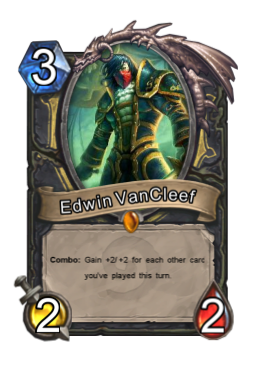 3
Edwin VanCleef
Combo: Gain +2/+2 for each other card
you've played this turn.
2 2